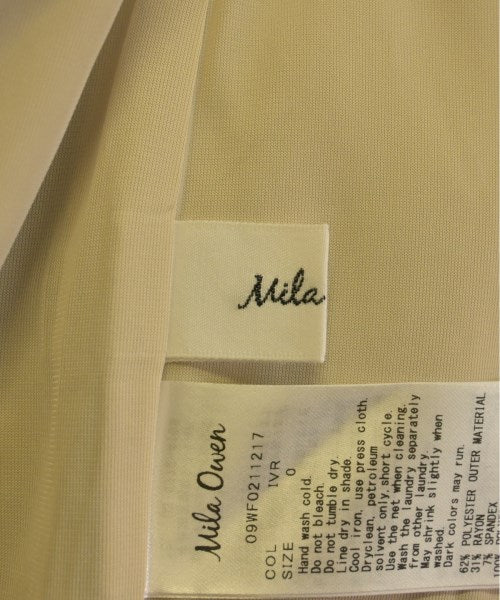 Mila
Mila Owen
09WF0211217
COL IVR
SIZE 0
Hand wash cold.
Do not bleach.
Do not tumble dry.
Line dry in shade.
Cool iron, use press cloth.
Dryclean, petroleum
solvent only, short cycle.
Use the net when cleaning.
Wash the laundry separately
from other laundry.
May shrink slightly when
washed.
Dark colors may run.
62% POLYESTER OUTER MATERIAL
31% RAYON
7% SPANDEX